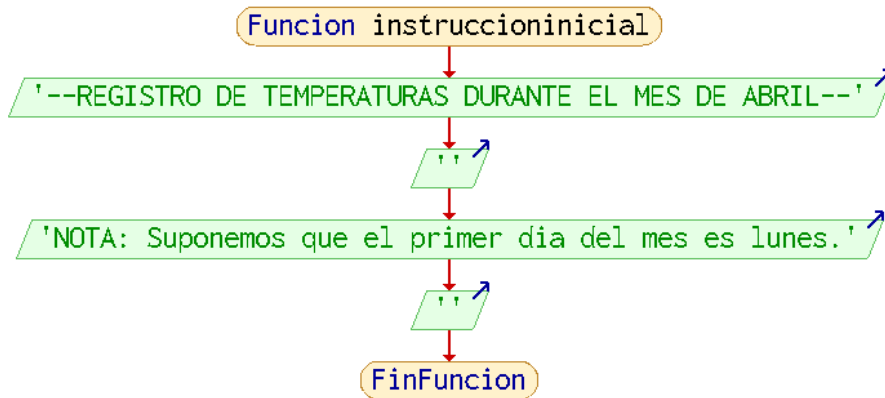 Funcion instruccioninicial
'--REGISTRO DE TEMPERATURAS DURANTE EL MES DE ABRIL--'
''
'NOTA: Suponemos que el primer dia del mes es lunes.'
''
FinFuncion